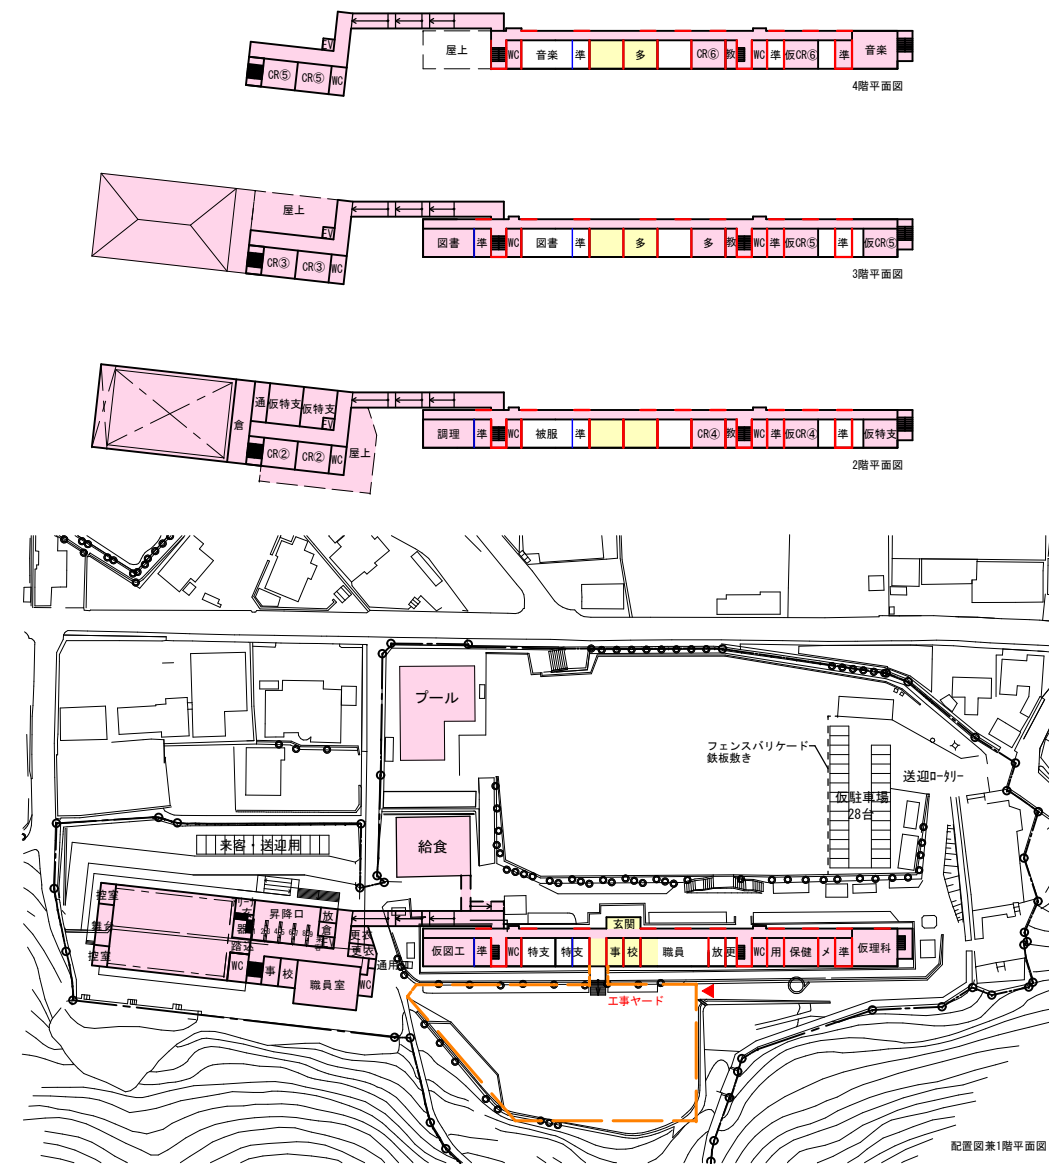 屋上
EV
CR⑤ CR⑤ WC
WC 音楽 準 多 CR⑥ 教 WC 準 仮CR⑥ 準 音楽
4階平面図
屋上
EV
CR③ CR③ WC
図書 準 WC 図書 準 多 多 教 WC 準 仮CR⑤ 準 仮CR⑤
3階平面図
倉 通 仮特支 仮特支
EV
CR② CR② WC 屋上
調理 準 WC 被服 準 CR④ 教 WC 準 仮CR④ 準 仮特支
2階平面図
プール
フェンスバリケード
鉄板敷き
送迎ロータリー
仮駐車場
28台
来客・送迎用
給食
控室
舞台
控室
昇降口
放
倉
更衣
更衣
通用口
WC 事 校 職員室 WC
玄関
仮図工 準 WC 特支 特支 事 校 職員 放 更 WC 用 保健 メ 準 仮理科
工事ヤード
配置図兼1階平面図